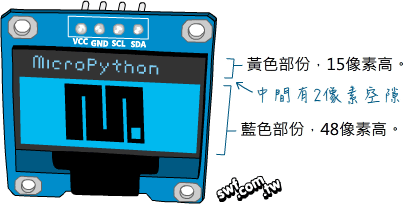 VCC GND SCL SDA
MicroPython
黃色部份，15像素高。
中間有2像素空隙
藍色部份，48像素高。
swf.com.tw